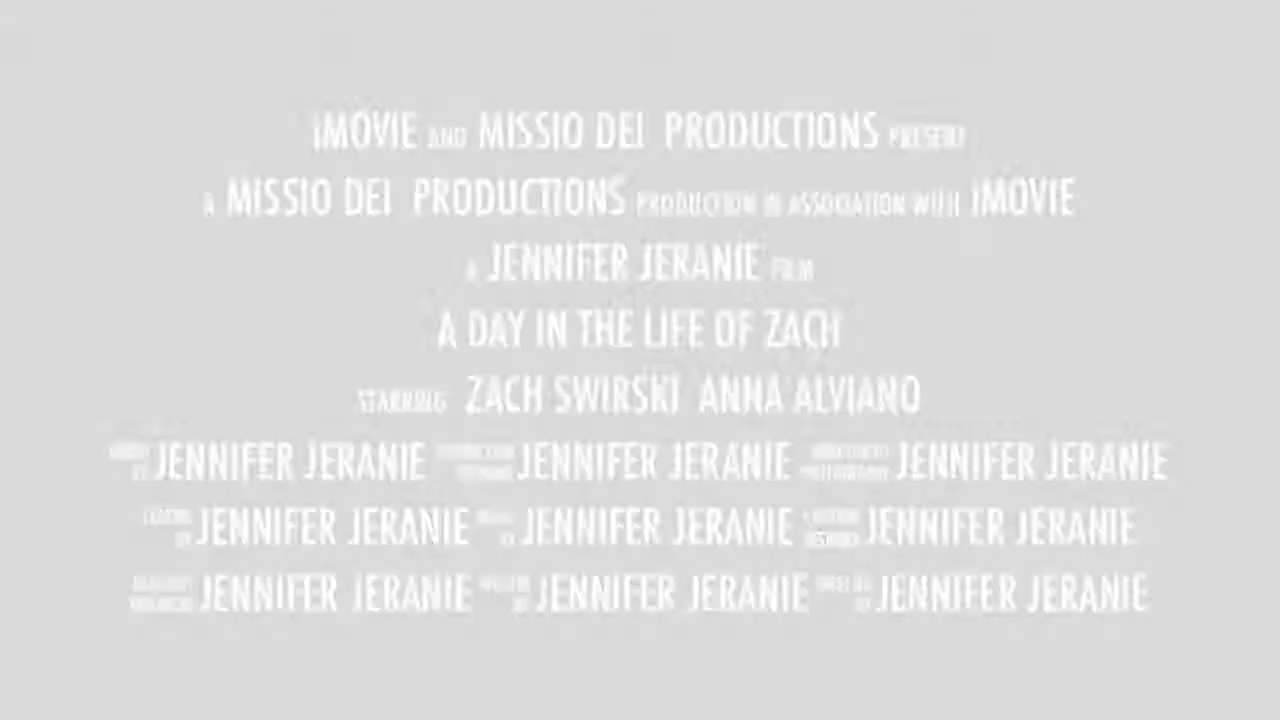 iMOVIE AND MISSIO DEI PRODUCTIONS PRESENT
A MISSIO DEI PRODUCTIONS PRODUCTION IN ASSOCIATION WITH iMOVIE
A JENNIFER JERANIE FILM
A DAY IN THE LIFE OF ZACH
STARRING ZACH SWIRSKI ANNA ALVIANO
JENNIFER JERANIE JENNIFER JERANIE JENNIFER JERANIE
JENNIFER JERANIE JENNIFER JERANIE JENNIFER JERANIE
JENNIFER JERANIE JENNIFER JERANIE JENNIFER JERANIE